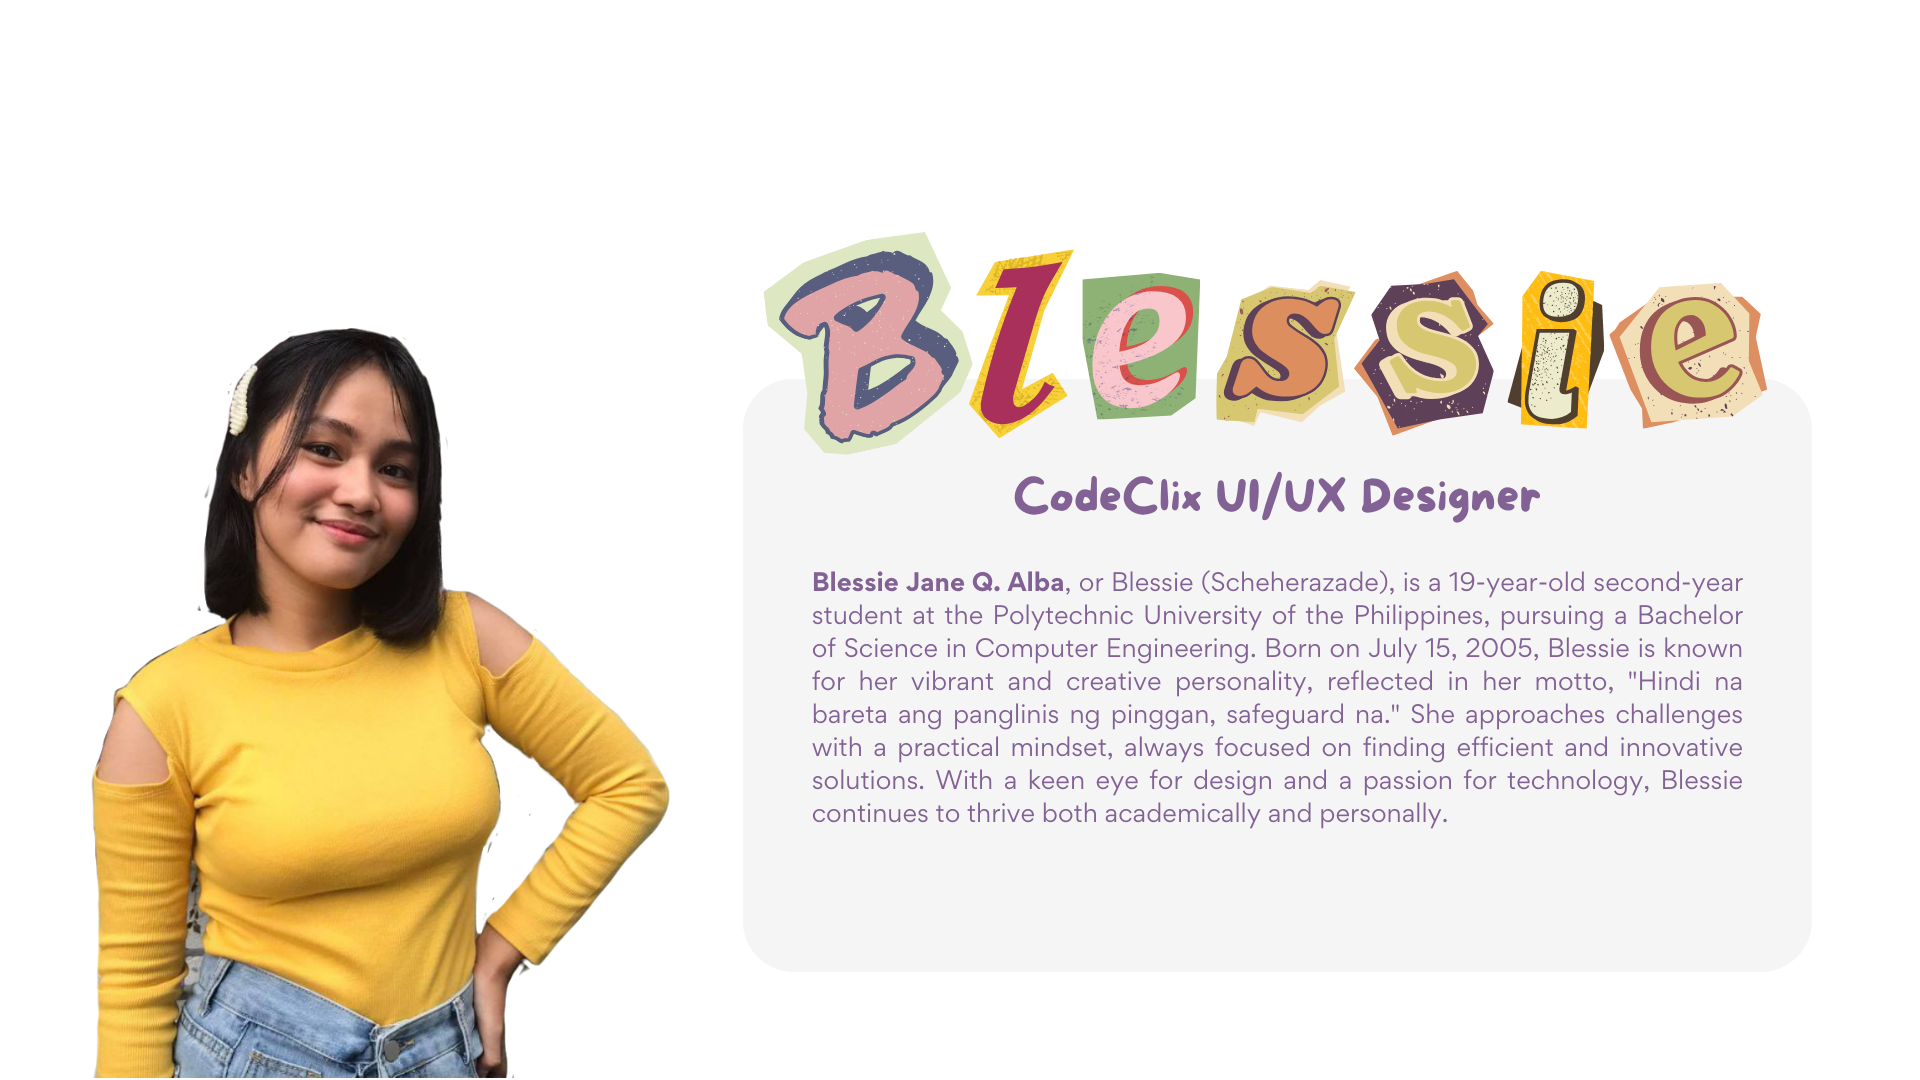 Blessie
CodeClix UI/UX Designer
Blessie Jane Q. Alba, or Blessie (Scheherazade), is a 19-year-old second-year
student at the Polytechnic University of the Philippines, pursuing a Bachelor
of Science in Computer Engineering. Born on July 15, 2005, Blessie is known
for her vibrant and creative personality, reflected in her motto, "Hindi na
bareta ang panglinis ng pinggan, safeguard na." She approaches challenges
with a practical mindset, always focused on finding efficient and innovative
solutions. With a keen eye for design and a passion for technology, Blessie
continues to thrive both academically and personally.